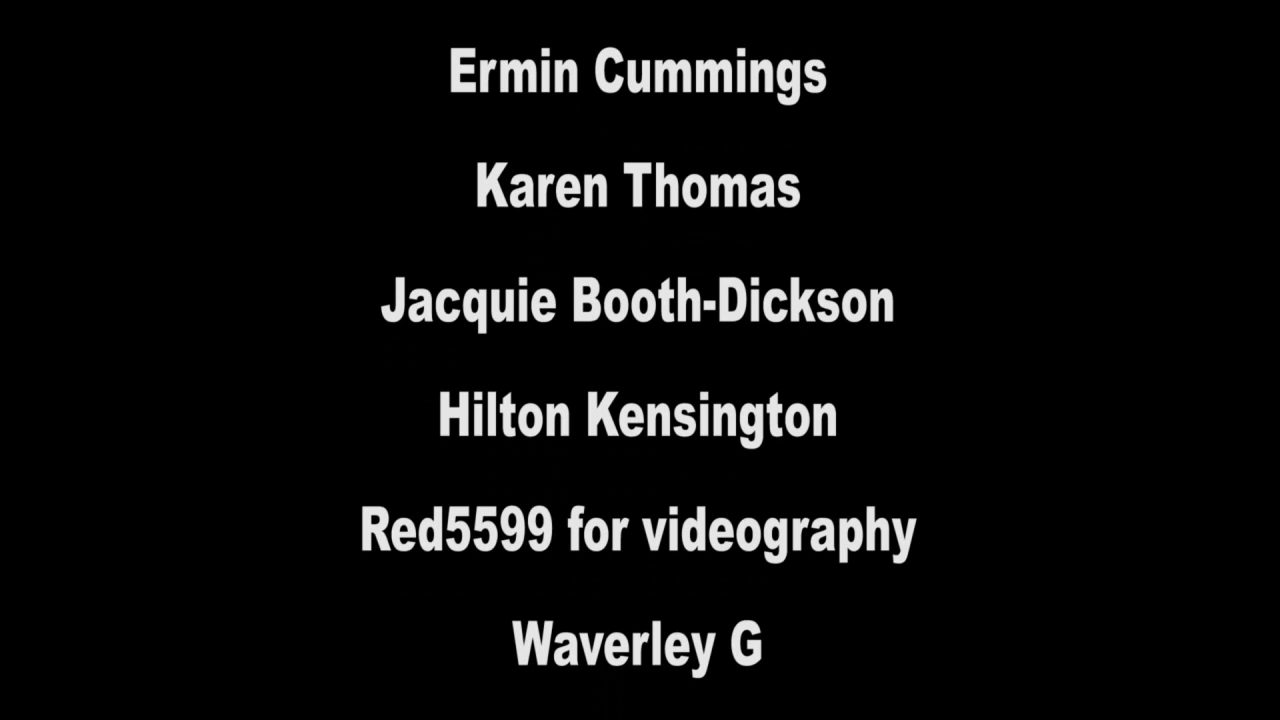 Ermin Cummings
Karen Thomas
Jacquie Booth-Dickson
Hilton Kensington
Red5599 for videography
Waverley G